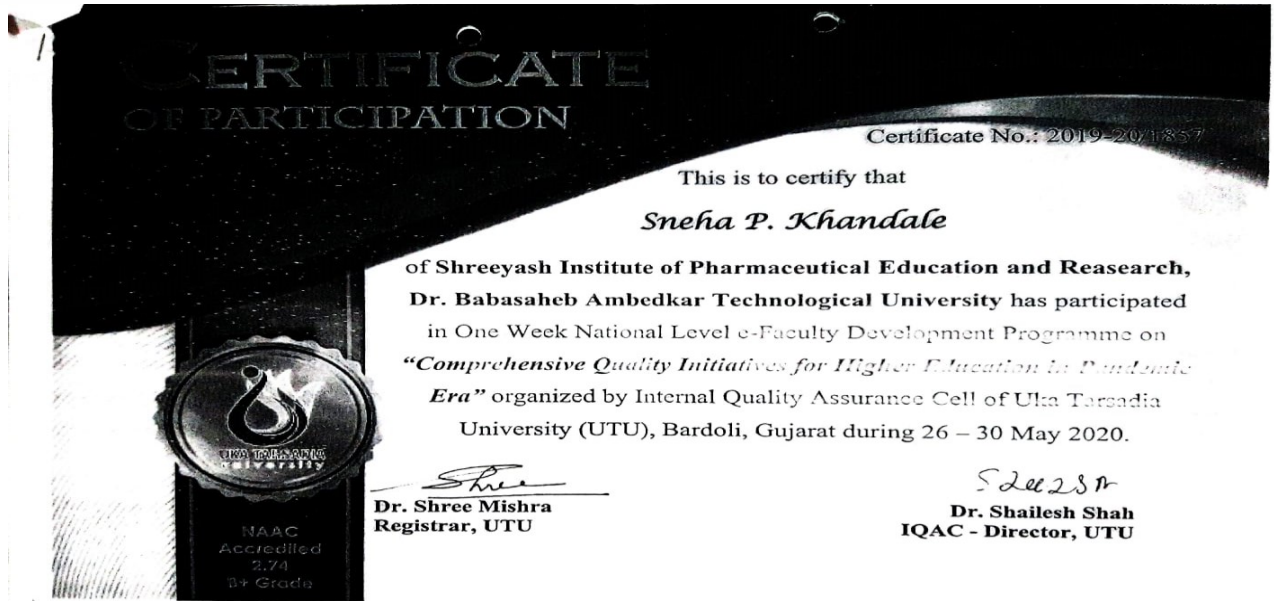 CERTIFICATE
OF PARTICIPATION
Certificate No.: 2019-20/1857
This is to certify that
Sneha P. Khandale
of Shreeyash Institute of Pharmaceutical Education and Reasearch,
Dr. Babasaheb Ambedkar Technological University has participated
in One Week National Level e-Faculty Development Programme on
“Comprehensive Quality Initiatives for Higher Education in Pandemic
Era” organized by Internal Quality Assurance Cell of Uka Tarsadia
University (UTU), Bardoli, Gujarat during 26 – 30 May 2020.
UKA TARSADIA
university
Shree
Dr. Shree Mishra
Registrar, UTU
Dr. Shailesh Shah
IQAC - Director, UTU
NAAC
Accredited
2.74
B+ Grade